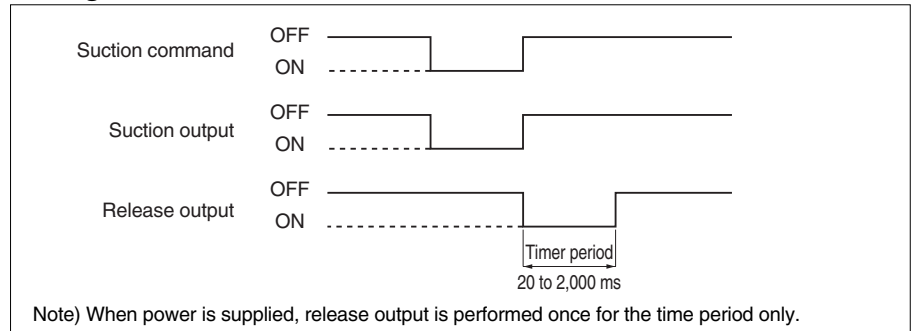 Suction command
OFF
ON
Suction output
OFF
ON
Release output
OFF
ON
Timer period
20 to 2,000 ms
Note) When power is supplied, release output is performed once for the time period only.